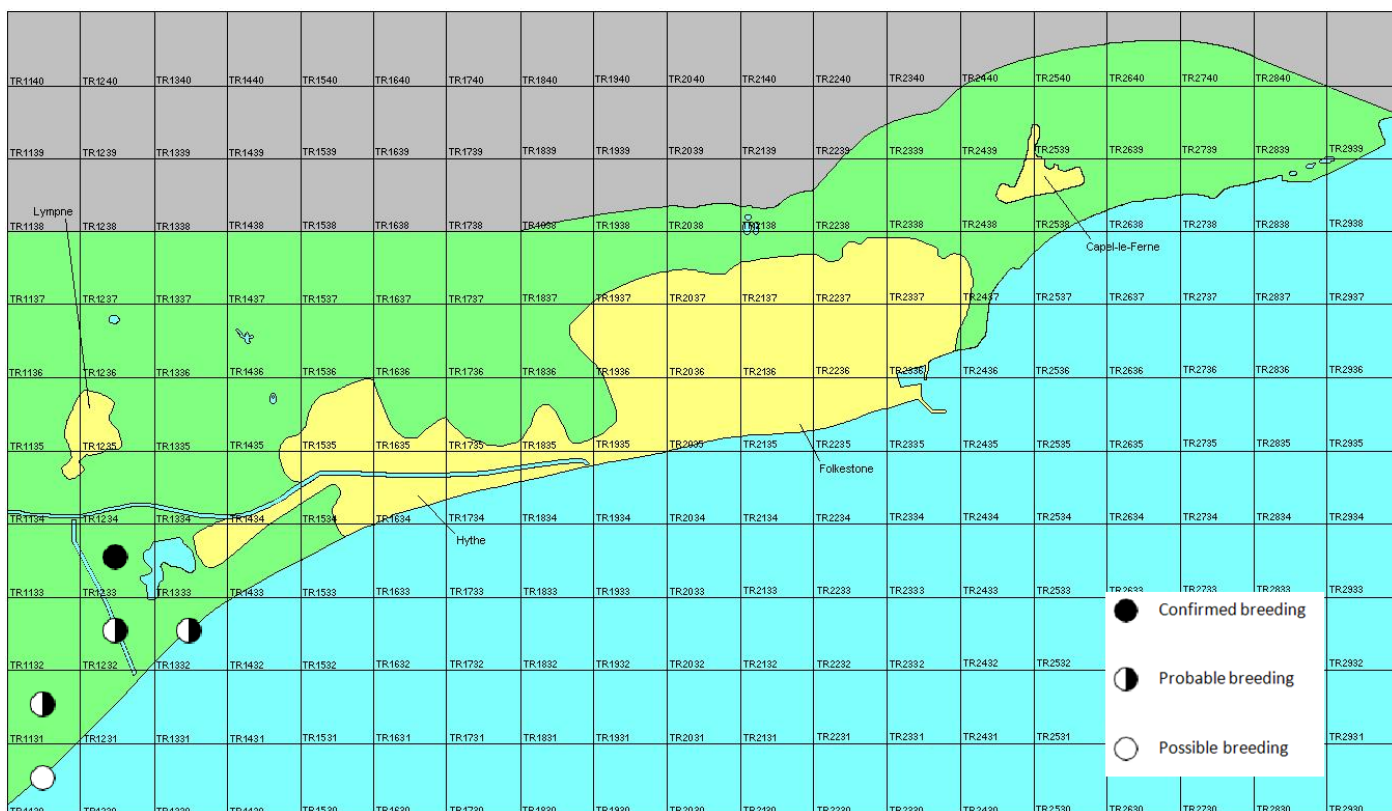 TR1140 TR1240 TR1340 TR1440 TR1540 TR1640 TR1740 TR1840 TR1940 TR2040 TR2140 TR2240 TR2340 TR2440 TR2540 TR2640 TR2740 TR2840
TR1139 TR1239 TR1339 TR1439 TR1539 TR1639 TR1739 TR1839 TR1939 TR2039 TR2139 TR2239 TR2339 TR2439 TR2539 TR2639 TR2739 TR2839 TR2939
Lympne
TR1138 TR1238 TR1338 TR1438 TR1538 TR1638 TR1738 TR1838 TR1938 TR2038 TR2138 TR2238 TR2338 TR2438 TR2538 TR2638 TR2738 TR2838 TR2938
Capel-le-Ferne
TR1137 TR1237 TR1337 TR1437 TR1537 TR1637 TR1737 TR1837 TR1937 TR2037 TR2137 TR2237 TR2337 TR2437 TR2537 TR2637 TR2737 TR2837 TR2937
TR1136 TR1236 TR1336 TR1436 TR1536 TR1636 TR1736 TR1836 TR1936 TR2036 TR2136 TR2236 TR2336 TR2436 TR2536 TR2636 TR2736 TR2836 TR2936
TR1135 TR1235 TR1335 TR1435 TR1535 TR1635 TR1735 TR1835 TR1935 TR2035 TR2135 TR2235 TR2335 TR2435 TR2535 TR2635 TR2735 TR2835 TR2935
Folkestone
TR1134 TR1234 TR1334 TR1434 TR1534 TR1634 TR1734 TR1834 TR1934 TR2034 TR2134 TR2234 TR2334 TR2434 TR2534 TR2634 TR2734 TR2834 TR2934
Hythe
TR1133 TR1233 TR1333 TR1433 TR1533 TR1633 TR1733 TR1833 TR1933 TR2033 TR2133 TR2233 TR2333 TR2433 TR2533 TR2633 TR2733 TR2833 TR2933
Confirmed breeding
TR1132 TR1232 TR1332 TR1432 TR1532 TR1632 TR1732 TR1832 TR1932 TR2032 TR2132 TR2232 TR2332 TR2432 TR2532 TR2932
Probable breeding
TR1131 TR1231 TR1331 TR1431 TR1531 TR1631 TR1731 TR1831 TR1931 TR2031 TR2131 TR2231 TR2331 TR2431 TR2531 TR2931
Possible breeding